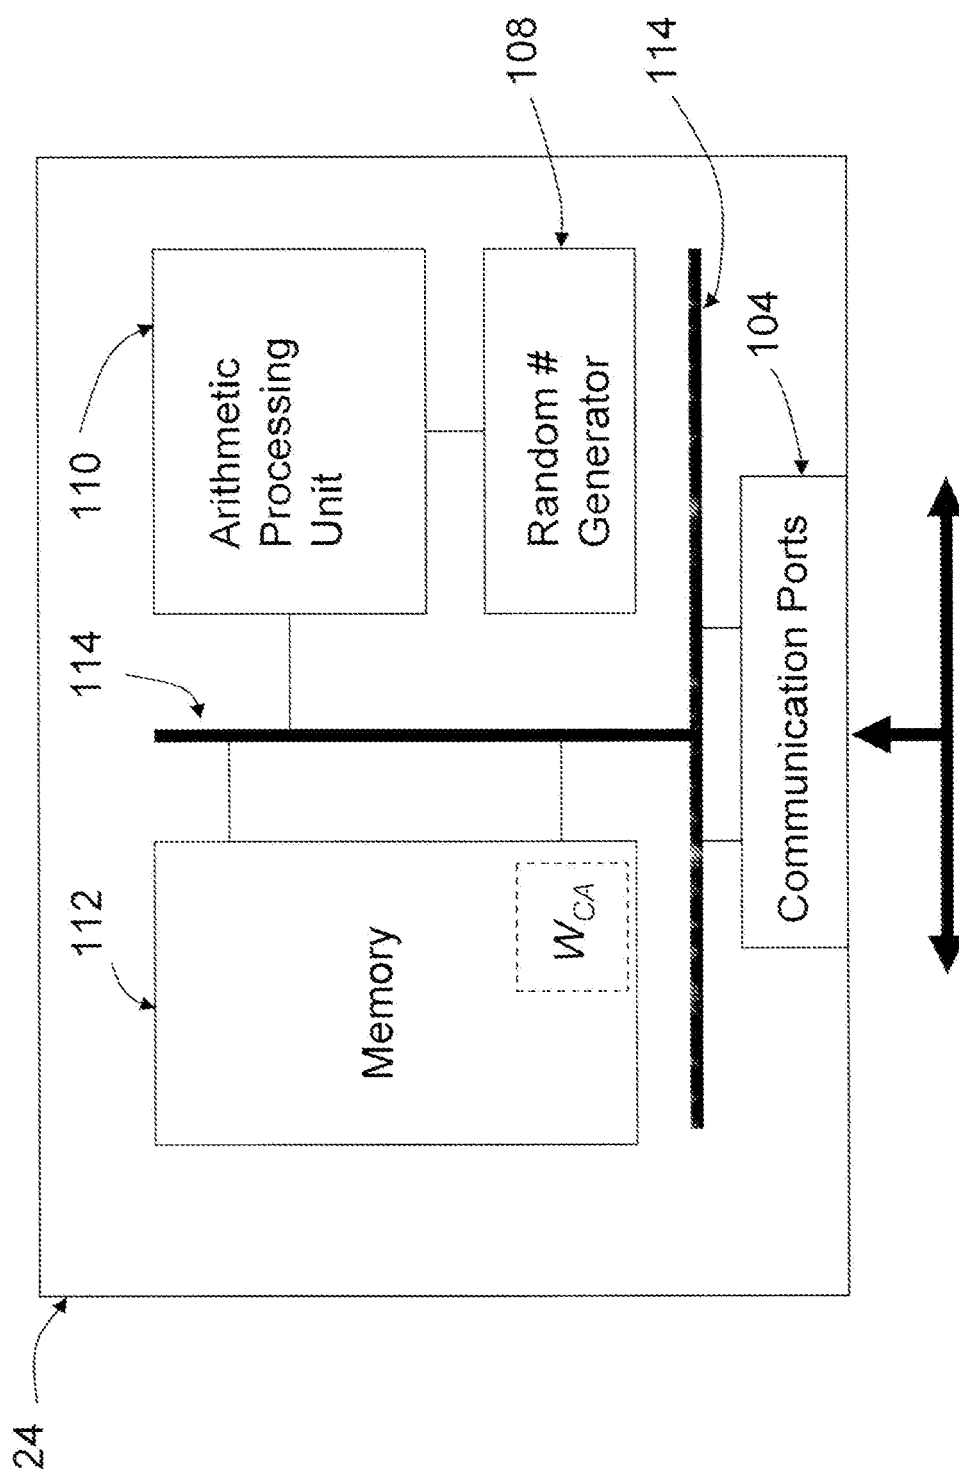 24
112
Memory
W_CA
114
110
Arithmetic
Processing
Unit
108
Random #
Generator
114
104
Communication Ports